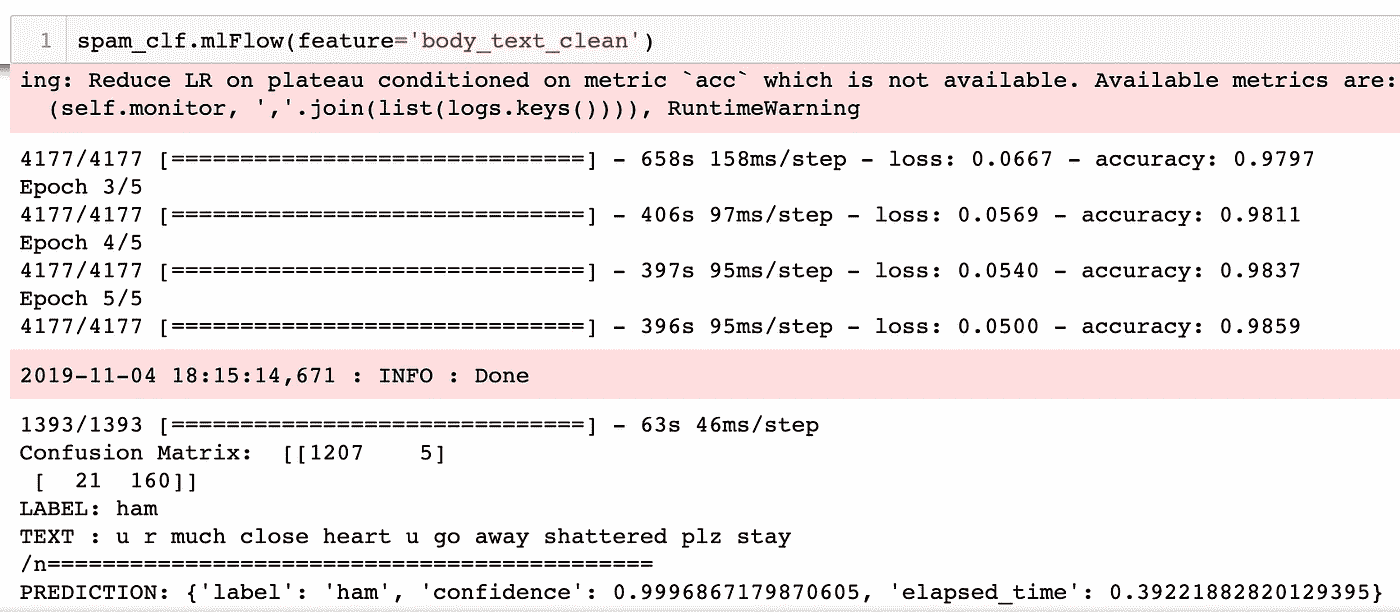 1 spam_clf.mlFlow(feature='body_text_clean')
ing: Reduce LR on plateau conditioned on metric `acc` which is not available. Available metrics are:
(self.monitor, ','.join(list(logs.keys()))), RuntimeWarning
4177/4177 [==============================] - 658s 158ms/step - loss: 0.0667 - accuracy: 0.9797
Epoch 3/5
4177/4177 [==============================] - 406s 97ms/step - loss: 0.0569 - accuracy: 0.9811
Epoch 4/5
4177/4177 [==============================] - 397s 95ms/step - loss: 0.0540 - accuracy: 0.9837
Epoch 5/5
4177/4177 [==============================] - 396s 95ms/step - loss: 0.0500 - accuracy: 0.9859
2019-11-04 18:15:14,671 : INFO : Done
1393/1393 [==============================] - 63s 46ms/step
Confusion Matrix:  [[1207    5]
[  21  160]]
LABEL: ham
TEXT : u r much close heart u go away shattered plz stay
/n============================================
PREDICTION: {'label': 'ham', 'confidence': 0.9996867179870605, 'elapsed_time': 0.39221882820129395}